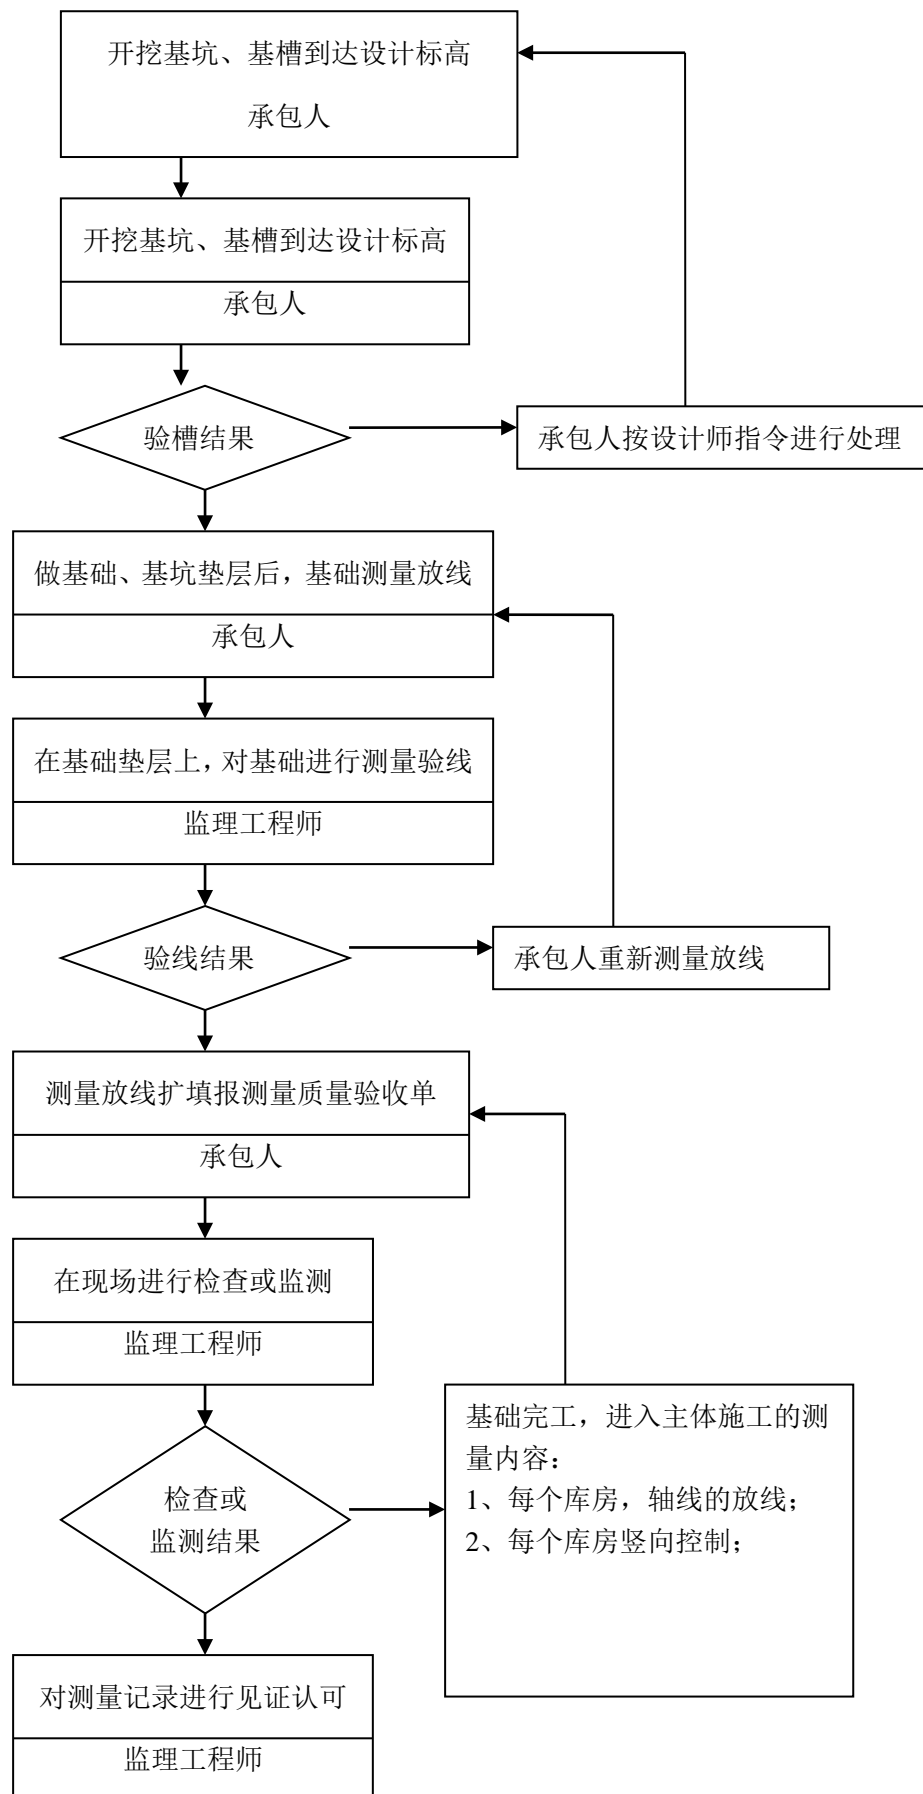 开挖基坑、基槽到达设计标高
承包人
开挖基坑、基槽到达设计标高
承包人
验槽结果
承包人按设计师指令进行处理
做基础、基坑垫层后，基础测量放线
承包人
在基础垫层上，对基础进行测量验线
监理工程师
验线结果
承包人重新测量放线
测量放线扩填报测量质量验收单
承包人
在现场进行检查或监测
监理工程师
检查或
监测结果
基础完工，进入主体施工的测
量内容：
1、每个库房，轴线的放线；
2、每个库房竖向控制；
对测量记录进行见证认可
监理工程师